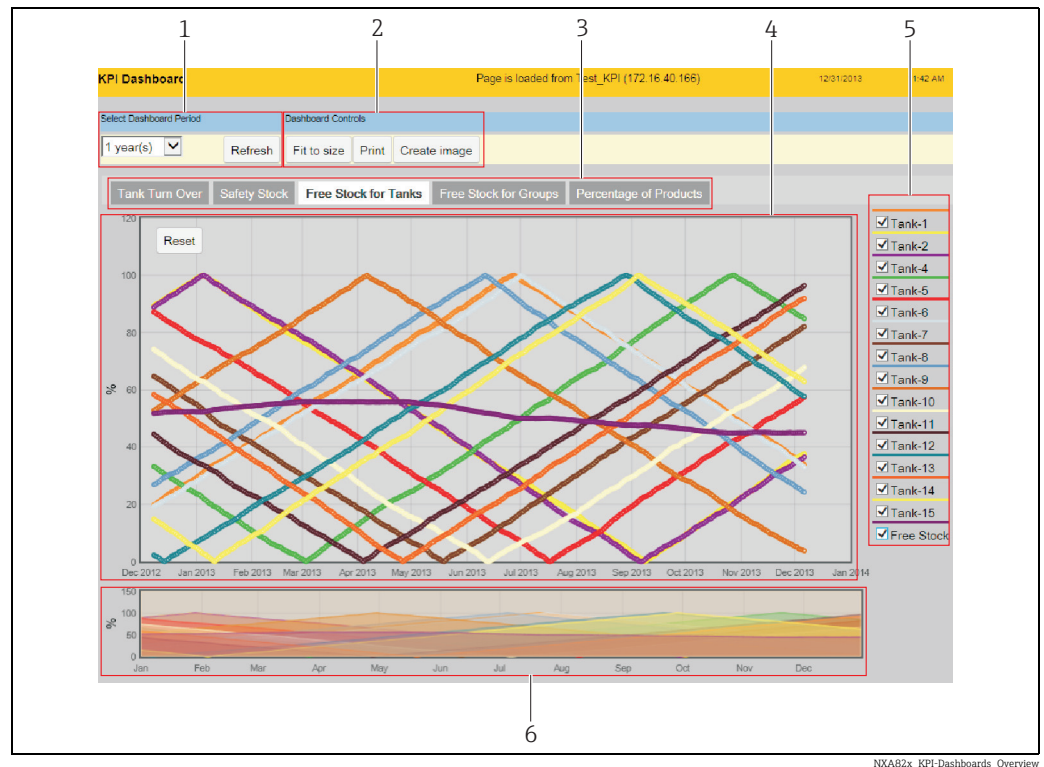 1 2 3 4 5
KPI Dashboard Page is loaded from Test_KPI (172.16.40.166) 12/31/2013 1:42 AM
Select Dashboard Period Dashboard Controls
1 year(s) Refresh Fit to size Print Create image
Tank Turn Over Safety Stock Free Stock for Tanks Free Stock for Groups Percentage of Products
Reset
%
120
100
80
60
40
20
0
Dec 2012 Jan 2013 Feb 2013 Mar 2013 Apr 2013 May 2013 Jun 2013 Jul 2013 Aug 2013 Sep 2013 Oct 2013 Nov 2013 Dec 2013 Jan 2014
Tank-1
Tank-2
Tank-4
Tank-5
Tank-6
Tank-7
Tank-8
Tank-9
Tank-10
Tank-11
Tank-12
Tank-13
Tank-14
Tank-15
Free Stock
%
150
100
50
0
Jan Feb Mar Apr May Jun Jul Aug Sep Oct Nov Dec
6
NXA82x_KPI-Dashboards_Overview